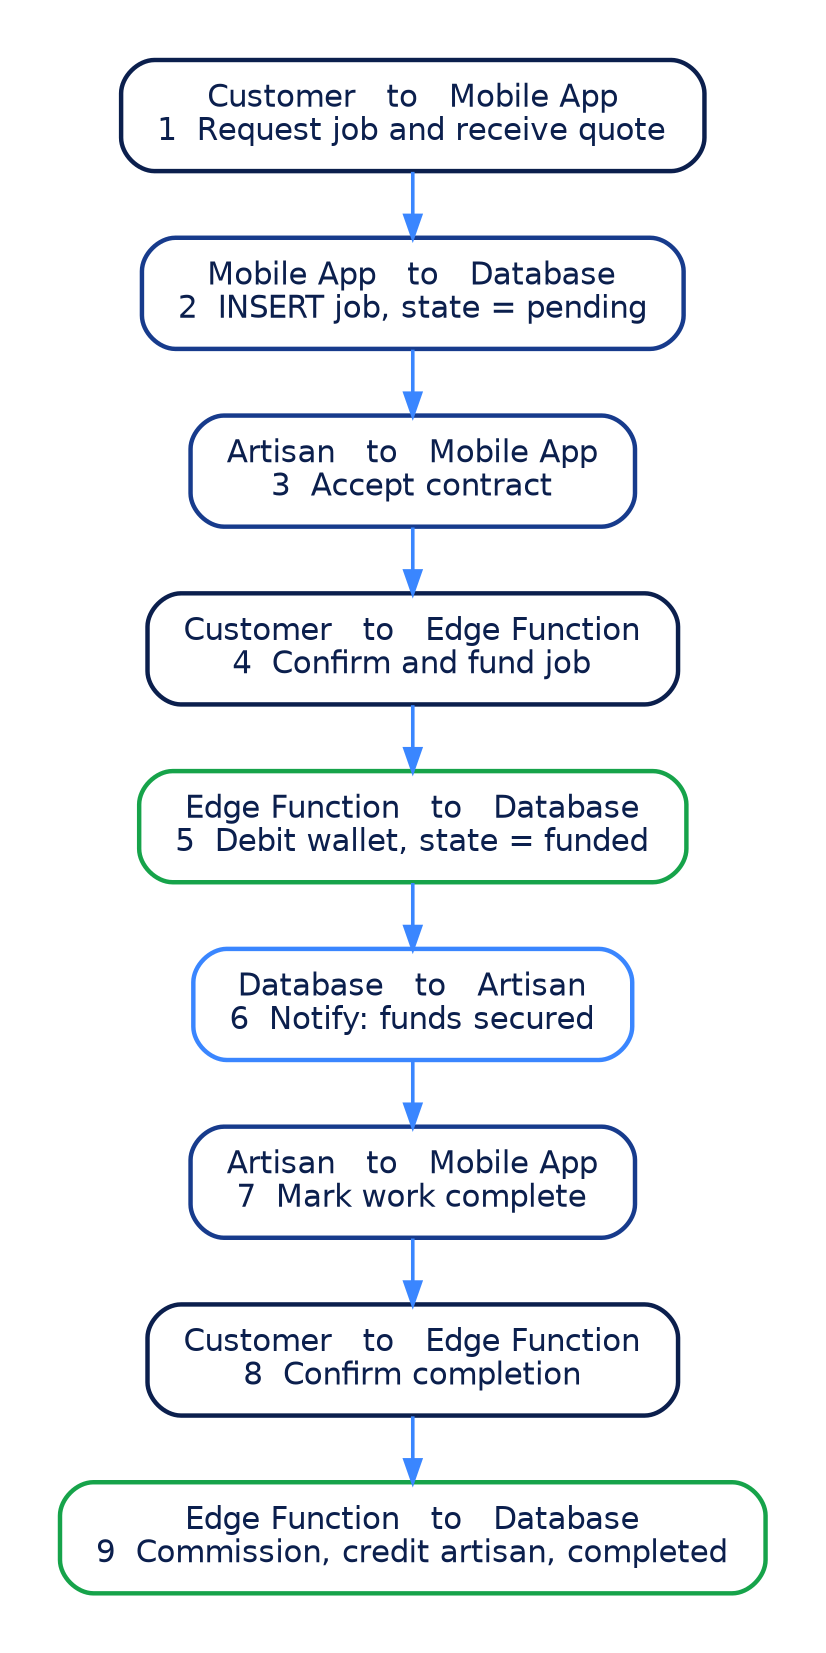 Customer   to   Mobile App
1  Request job and receive quote
Mobile App   to   Database
2  INSERT job, state = pending
Artisan   to   Mobile App
3  Accept contract
Customer   to   Edge Function
4  Confirm and fund job
Edge Function   to   Database
5  Debit wallet, state = funded
Database   to   Artisan
6  Notify: funds secured
Artisan   to   Mobile App
7  Mark work complete
Customer   to   Edge Function
8  Confirm completion
Edge Function   to   Database
9  Commission, credit artisan, completed